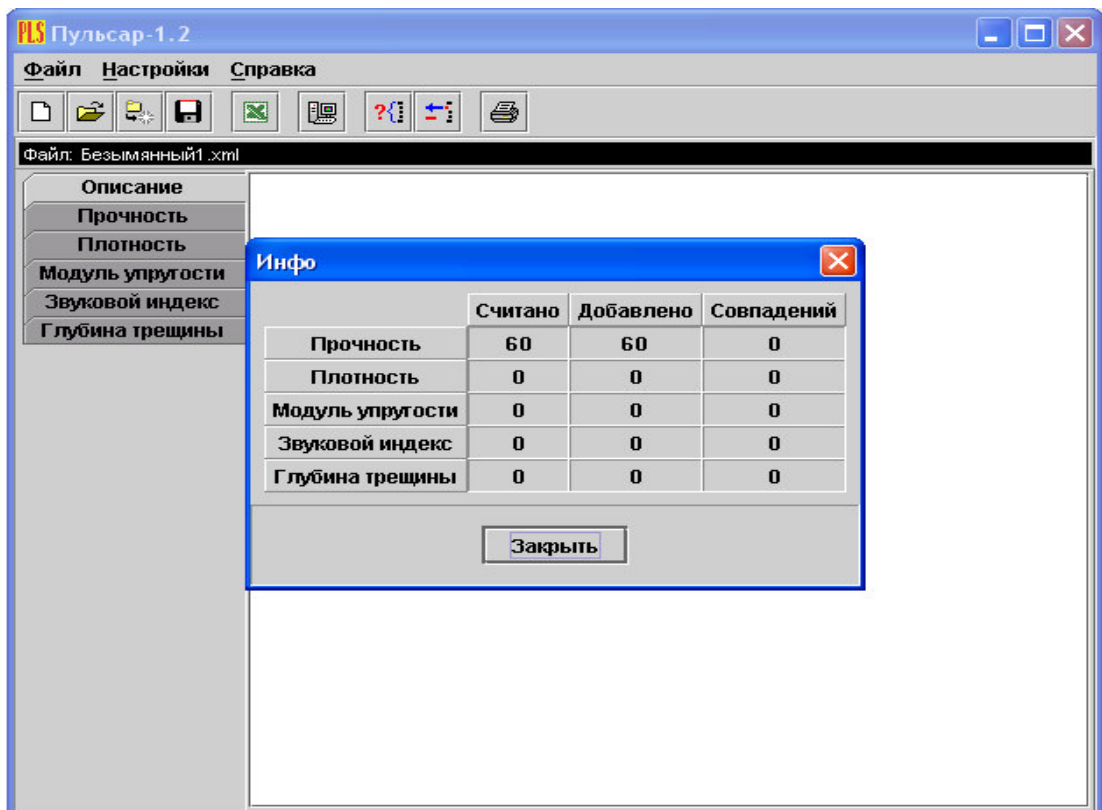 PLS Пульсар-1.2
Файл Настройки Справка
?{
Файл: Безымянный1.xml
Описание
Прочность
Плотность
Модуль упругости
Звуковой индекс
Глубина трещины
Инфо
Считано Добавлено Совпадений
Прочность 60 60 0
Плотность 0 0 0
Модуль упругости 0 0 0
Звуковой индекс 0 0 0
Глубина трещины 0 0 0
Закрыть